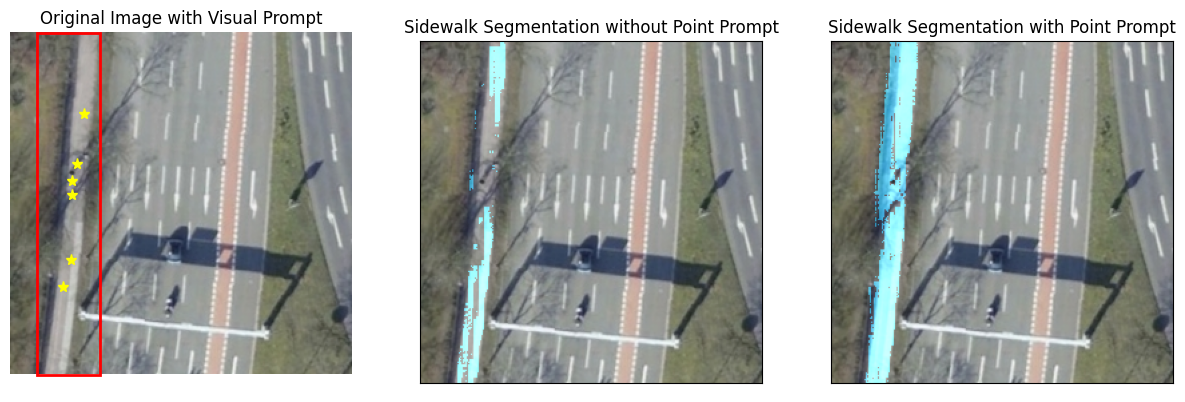 Original Image with Visual Prompt
Sidewalk Segmentation without Point Prompt
Sidewalk Segmentation with Point Prompt